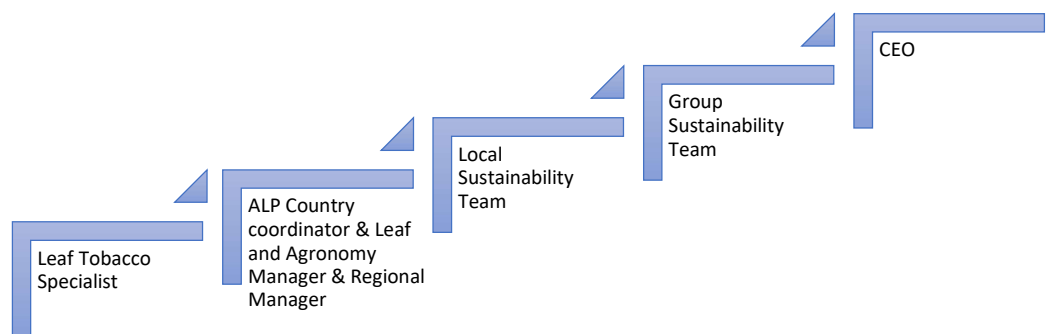 Leaf Tobacco
Specialist
ALP Country
coordinator & Leaf
and Agronomy
Manager & Regional
Manager
Local
Sustainability
Team
Group
Sustainability
Team
CEO